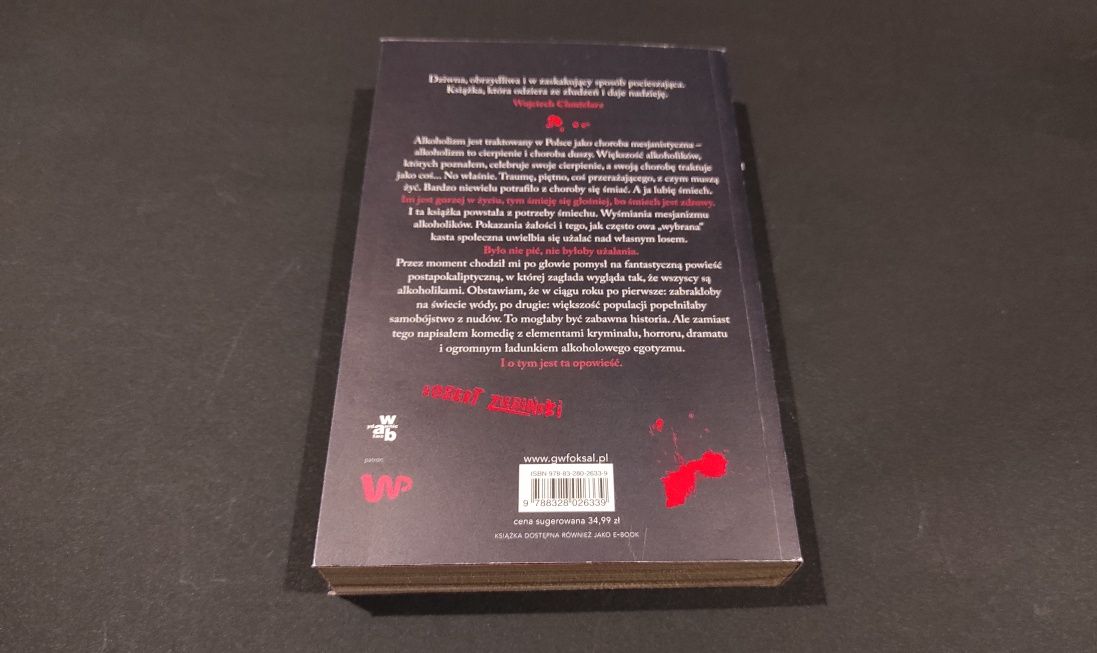 Dziwna, obrzydliwa i w zaskakujący sposób pocieszająca.
Książka, która odziera ze złudzeń i daje nadzieję.
Wojciech Chmielarz
Alkoholizm jest traktowany w Polsce jako choroba mesjanistyczna –
alkoholizm to cierpienie i choroba duszy. Większość alkoholików,
których poznałem, celebruje swoje cierpienie, a swoją chorobę traktuje
jako coś... No właśnie. Traumę, piętno, coś przerażającego, z czym muszą
żyć. Bardzo niewielu potrafiło z choroby się śmiać. A ja lubię śmiech.
Im jest gorzej w życiu, tym śmieję się głośniej, bo śmiech jest zdrowy.
I ta książka powstała z potrzeby śmiechu. Wyśmiania mesjanizmu
alkoholików. Pokazania żałości i tego, jak często owa „wybrana”
kasta społeczna uwielbia się użalać nad własnym losem.
Było nie pić, nie byłoby użalania.
Przez moment chodził mi po głowie pomysł na fantastyczną powieść
postapokaliptyczną, w której zagłada wygląda tak, że wszyscy są
alkoholikami. Obstawiam, że w ciągu roku po pierwsze: zabrakłoby
na świecie wódy, po drugie: większość populacji popełniłaby
samobójstwo z nudów. To mogłaby być zabawna historia. Ale zamiast
tego napisałem komedię z elementami kryminału, horroru, dramatu
i ogromnym ładunkiem alkoholowego egotyzmu.
I o tym jest ta opowieść.
ROBERT ZIĘBIŃSKI
wydawnictwo
w
a
b
patron:
WP
www.gwfoksal.pl
ISBN 978-83-280-2633-9
9 788328 026339
cena sugerowana 34,99 zł
KSIĄŻKA DOSTĘPNA RÓWNIEŻ JAKO E-BOOK